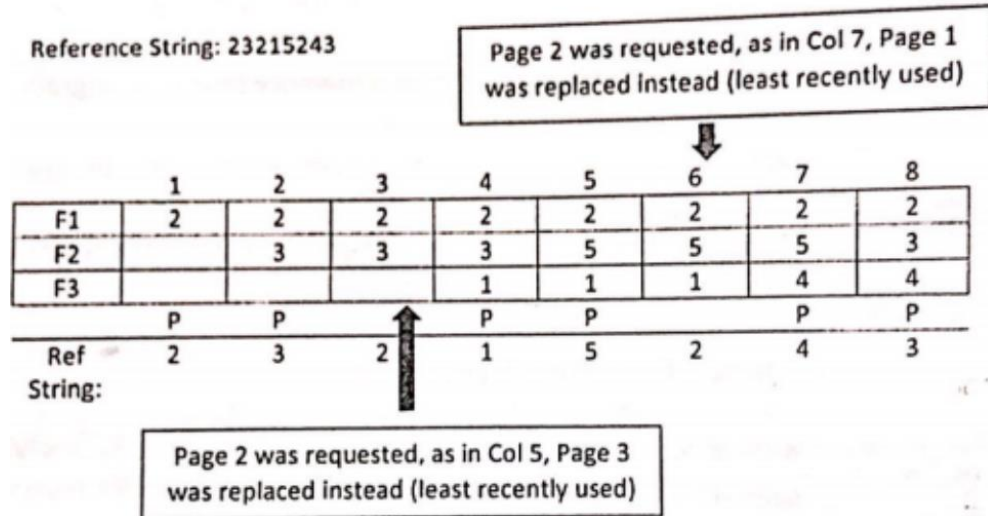 Reference String: 23215243
Page 2 was requested, as in Col 7, Page 1
was replaced instead (least recently used)
1 2 3 4 5 6 7 8
F1 2 2 2 2 2 2 2 2
F2 3 3 3 5 5 5 3
F3 1 1 1 4 4
P P P P P P
Ref 2 3 2 1 5 2 4 3
String:
Page 2 was requested, as in Col 5, Page 3
was replaced instead (least recently used)